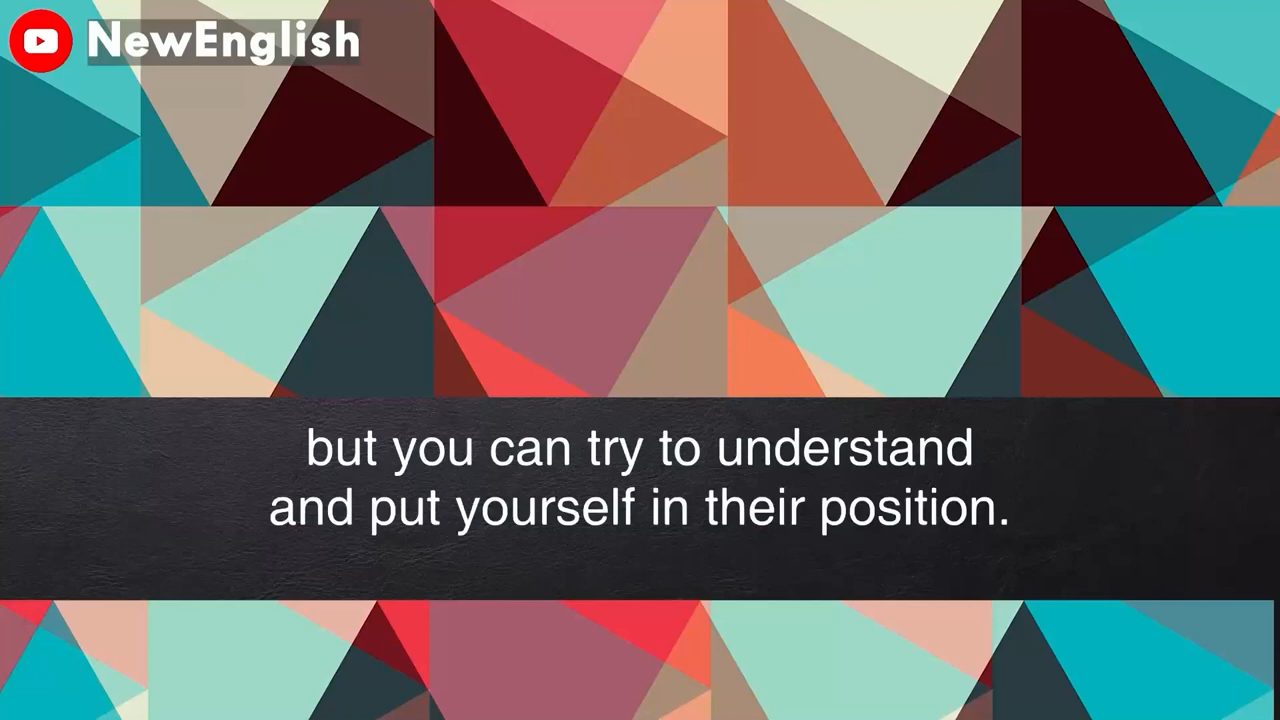 NewEnglish
but you can try to understand
and put yourself in their position.